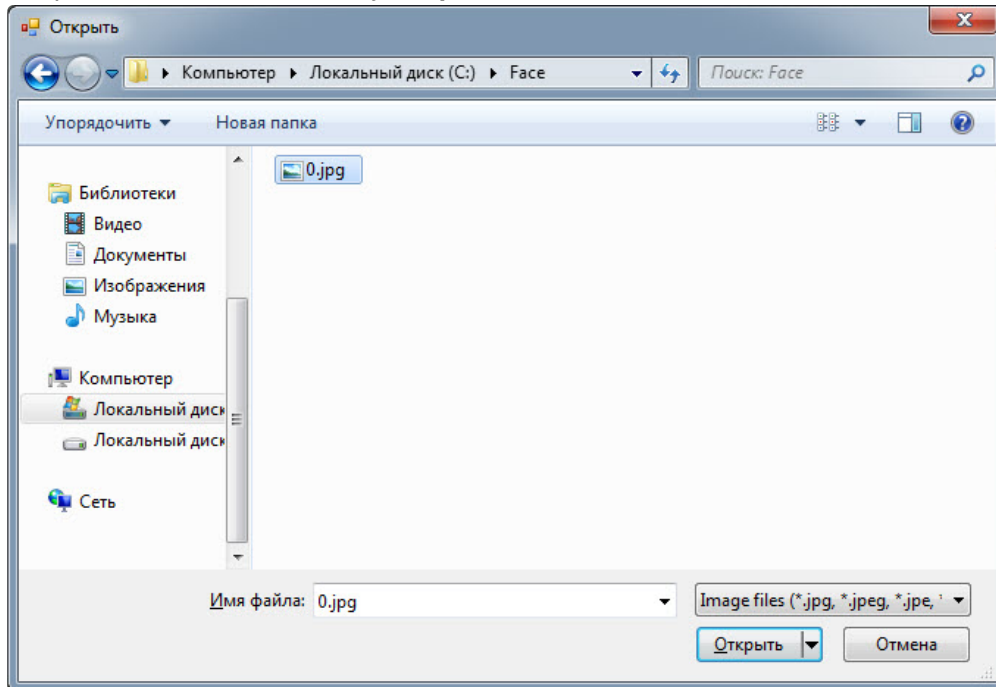 Открыть
Компьютер ▸ Локальный диск (C:) ▸ Face
Поиск: Face
Упорядочить ▾ Новая папка
0.jpg
Библиотеки
Видео
Документы
Изображения
Музыка
Компьютер
Локальный диск
Локальный диск
Сеть
Имя файла: 0.jpg
Image files (*.jpg, *.jpeg, *.jpe,
Открыть
Отмена